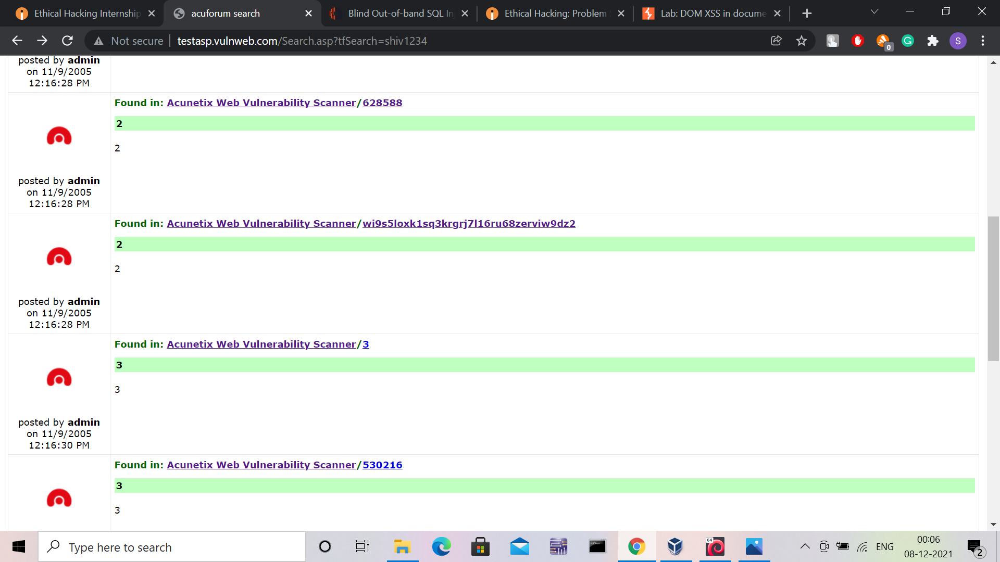 Ethical Hacking Internship
acuforum search
Blind Out-of-band SQL In
Ethical Hacking: Problem
Lab: DOM XSS in docume
Not secure
testasp.vulnweb.com/Search.asp?tfSearch=shiv1234
0
S
posted by admin
on 11/9/2005
12:16:28 PM
Found in: Acunetix Web Vulnerability Scanner/628588
2
2
posted by admin
on 11/9/2005
12:16:28 PM
Found in: Acunetix Web Vulnerability Scanner/wi9s5loxk1sq3krgrj7l16ru68zerviw9dz2
2
2
posted by admin
on 11/9/2005
12:16:28 PM
Found in: Acunetix Web Vulnerability Scanner/3
3
3
posted by admin
on 11/9/2005
12:16:30 PM
Found in: Acunetix Web Vulnerability Scanner/530216
3
3
Type here to search
64
ENG
00:06
08-12-2021
2